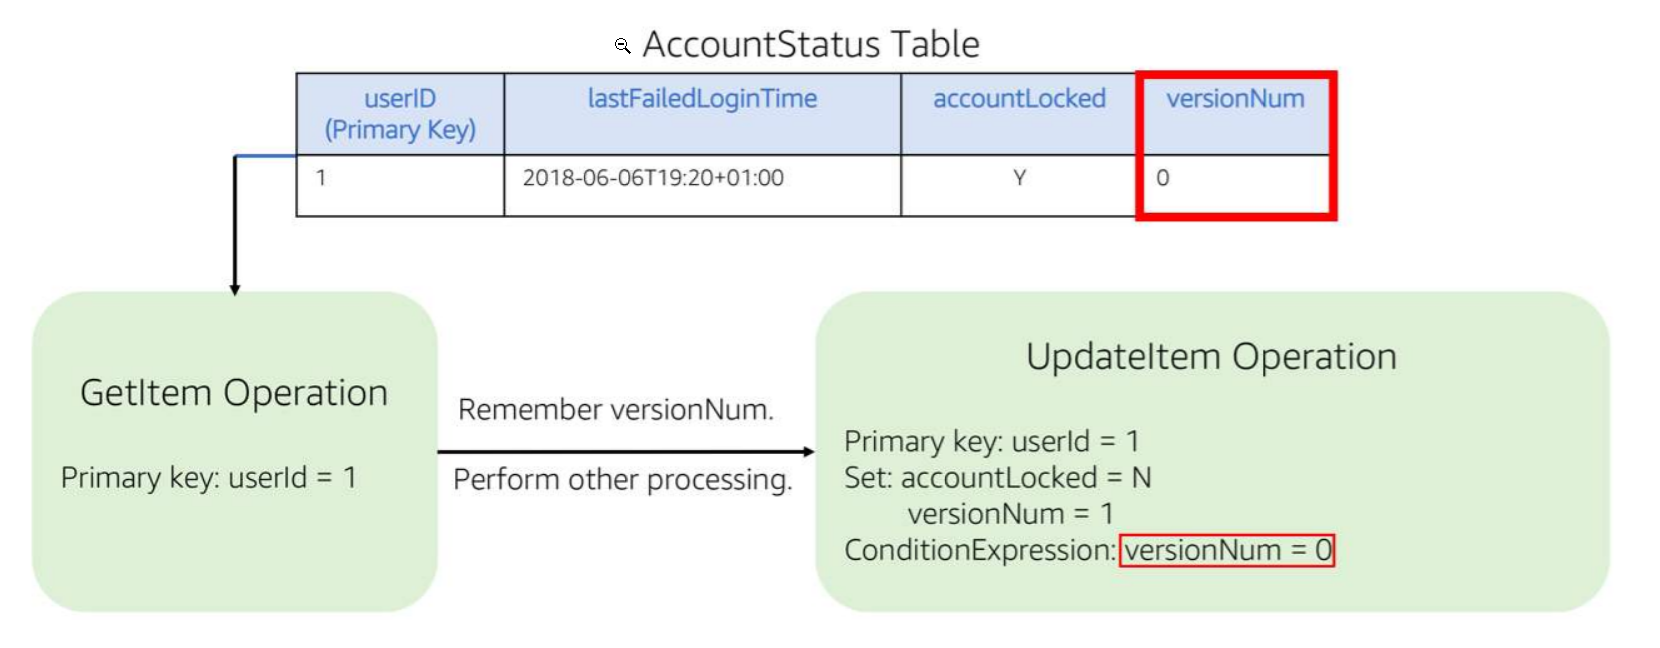 AccountStatus Table
userID
(Primary Key)
lastFailedLoginTime
accountLocked
versionNum
1
2018-06-06T19:20+01:00
Y
0
GetItem Operation
Primary key: userId = 1
Remember versionNum.
Perform other processing.
UpdateItem Operation
Primary key: userId = 1
Set: accountLocked = N
versionNum = 1
ConditionExpression: versionNum = 0